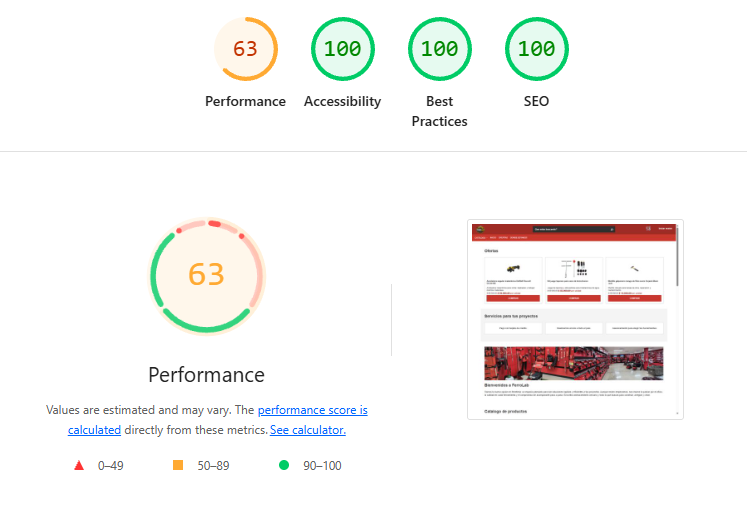 63
100
100
100
Performance
Accessibility
Best
Practices
SEO
63
Performance
Values are estimated and may vary. The performance score is
calculated directly from these metrics. See calculator.
0–49
50–89
90–100
Ofertas
Servicios para tus proyectos
Bienvenidos a FerroLab
Catalogo de productos